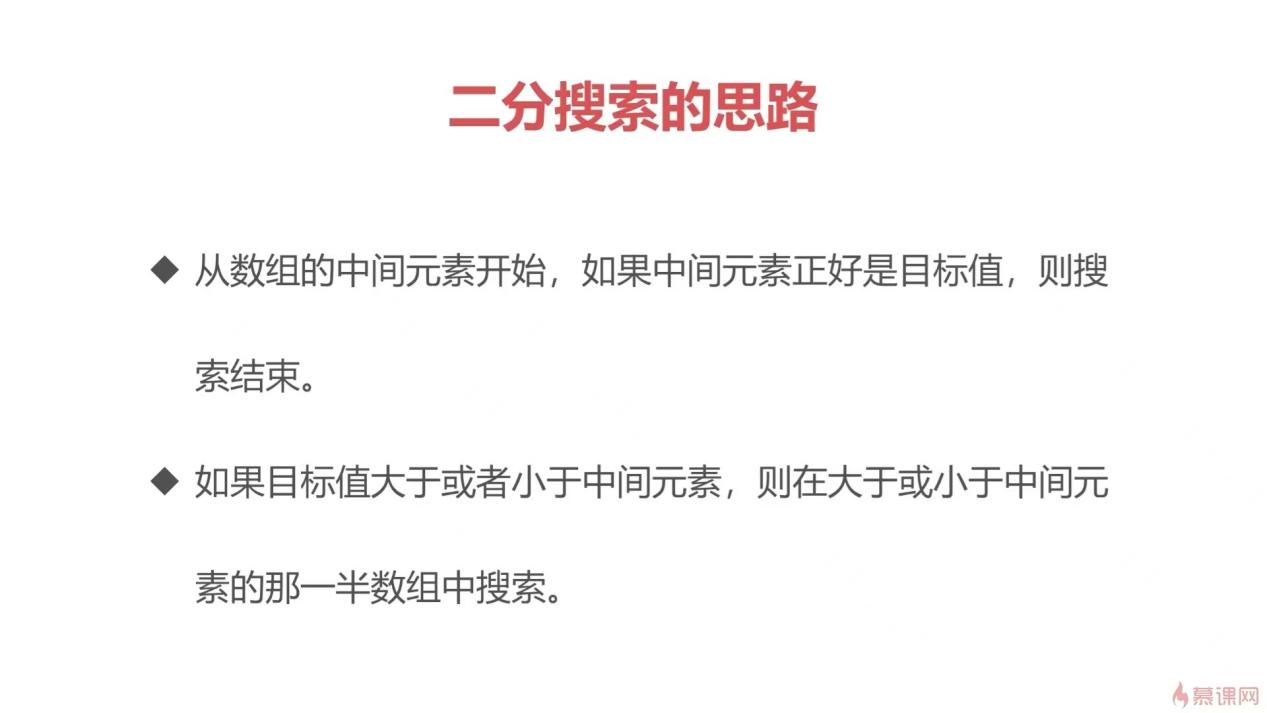 二分搜索的思路
◆ 从数组的中间元素开始，如果中间元素正好是目标值，则搜
索结束。
◆ 如果目标值大于或者小于中间元素，则在大于或小于中间元
素的那一半数组中搜索。
慕课网